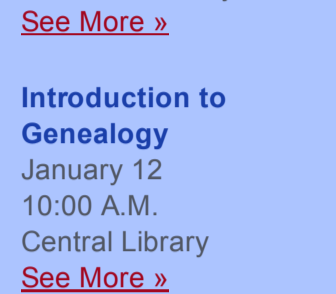 See More »
Introduction to
Genealogy
January 12
10:00 A.M.
Central Library
See More »